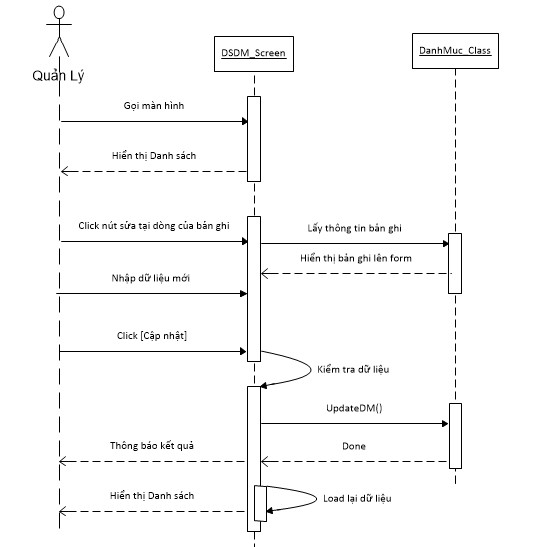 DSDM_Screen
DanhMuc_Class
Quản Lý
Gọi màn hình
Hiển thị Danh sách
Click nút sửa tại dòng của bản ghi
Lấy thông tin bản ghi
Hiển thị bản ghi lên form
Nhập dữ liệu mới
Click [Cập nhật]
Kiểm tra dữ liệu
UpdateDM()
Thông báo kết quả
Done
Hiển thị Danh sách
Load lại dữ liệu